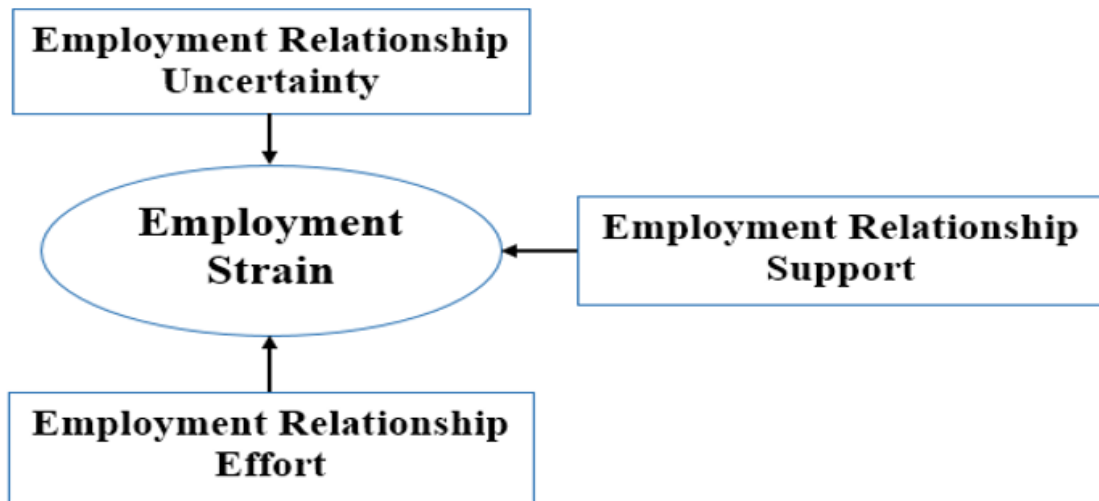 Employment Relationship
Uncertainty
Employment
Strain
Employment Relationship
Support
Employment Relationship
Effort